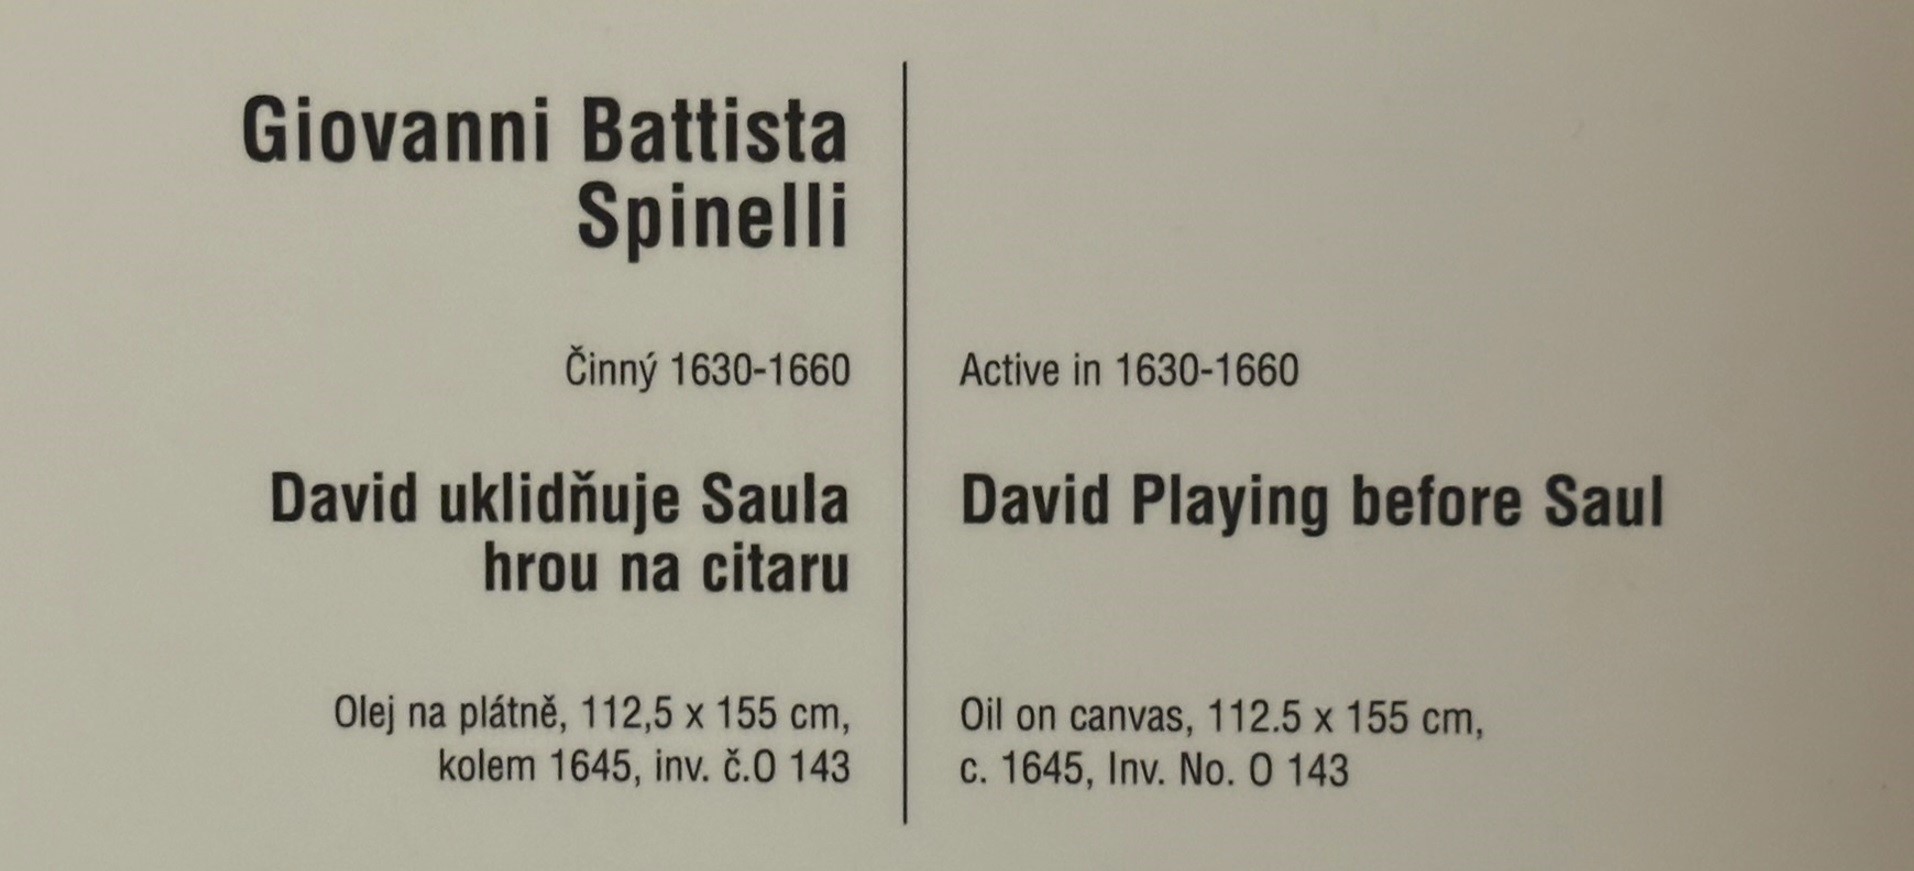 Giovanni Battista
Spinelli
Činný 1630-1660
David uklidňuje Saula
hrou na citaru
Olej na plátně, 112,5 x 155 cm,
kolem 1645, inv. č.O 143
Active in 1630-1660
David Playing before Saul
Oil on canvas, 112.5 x 155 cm,
c. 1645, Inv. No. O 143